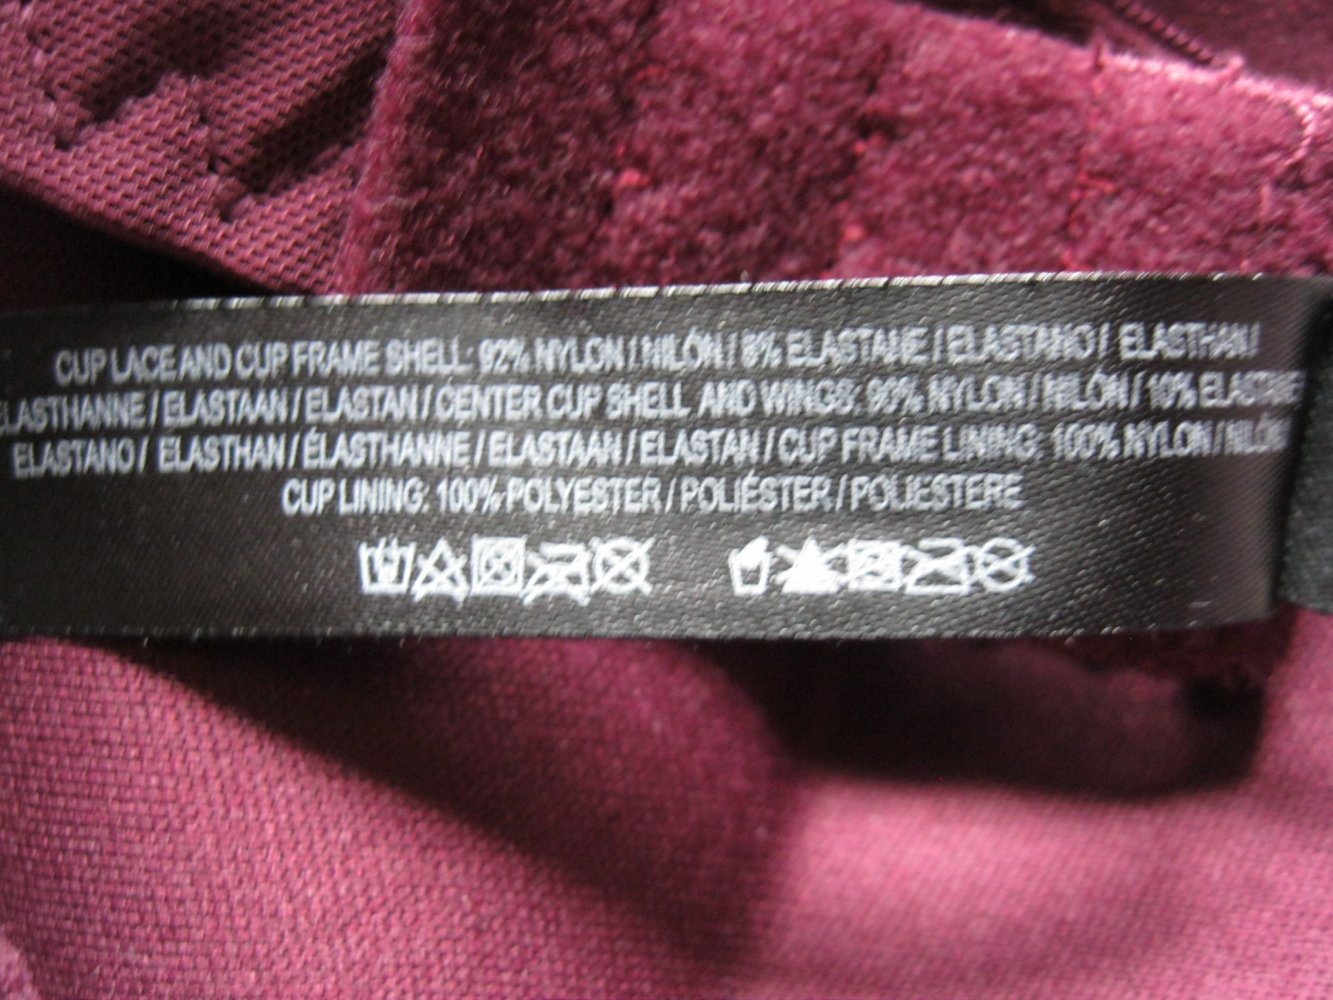 CUP LACE AND CUP FRAME SHELL: 92% NYLON / NILÓN / 8% ELASTANE / ELASTANO / ELASTHAN /
ELASTHANNE / ELASTAAN / ELASTAN / CENTER CUP SHELL AND WINGS: 90% NYLON / NILÓN / 10% ELASTANE
ELASTANO / ELASTHAN / ÉLASTHANNE / ELASTAAN / ELASTAN / CUP FRAME LINING: 100% NYLON / NILÓN
CUP LINING: 100% POLYESTER / POLIÉSTER / POLIESTERE